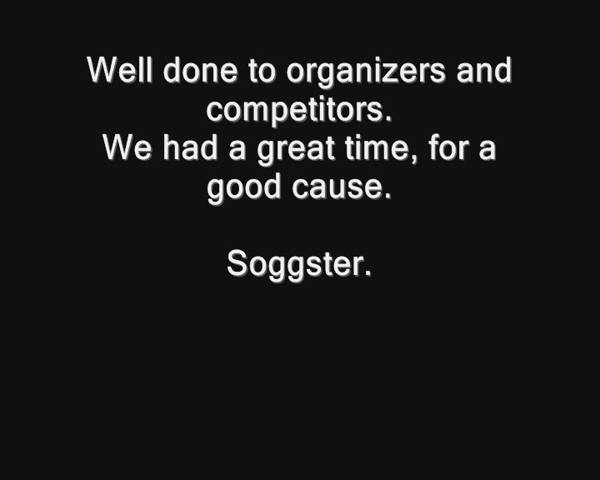 Well done to organizers and
competitors.
We had a great time, for a
good cause.
Soggster.